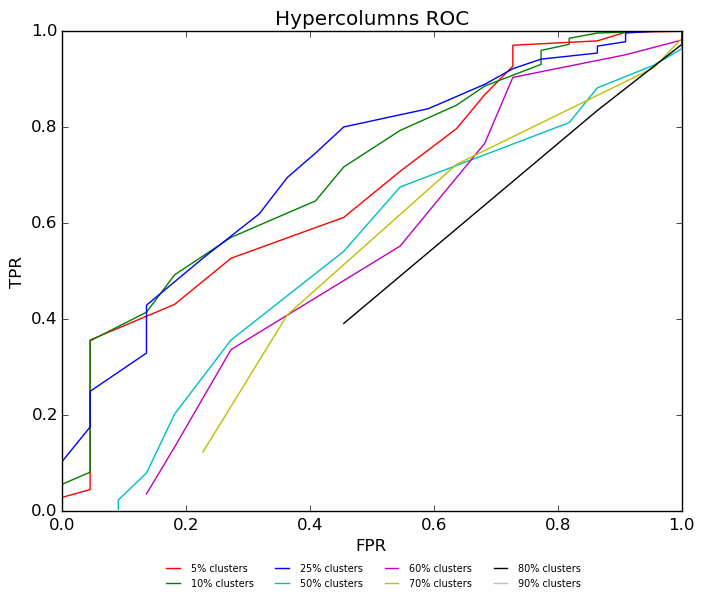 Hypercolumns ROC
1.0
0.8
0.6
0.4
0.2
0.0
TPR
0.0 0.2 0.4 0.6 0.8 1.0
FPR
5% clusters 25% clusters 60% clusters 80% clusters
10% clusters 50% clusters 70% clusters 90% clusters